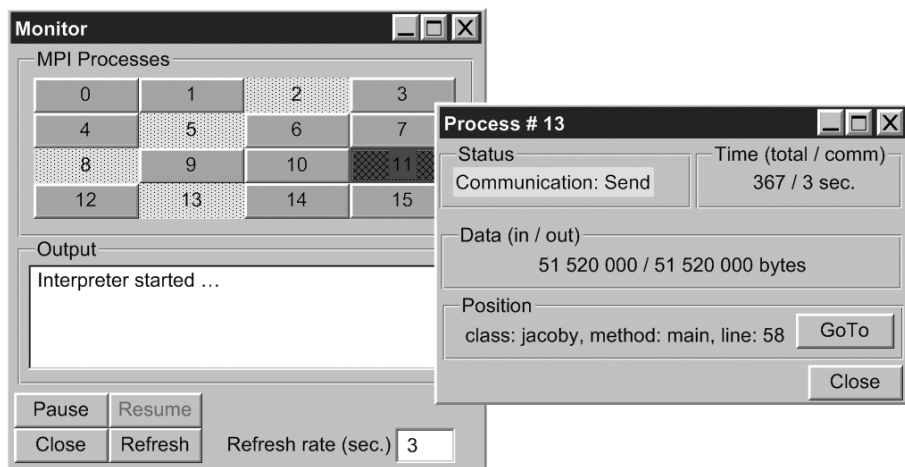 Monitor
MPI Processes
0 1 2 3
4 5 6 7
8 9 10 11
12 13 14 15
Output
Interpreter started …
Pause Resume
Close Refresh Refresh rate (sec.) 3
Process # 13
Status
Communication: Send
Time (total / comm)
367 / 3 sec.
Data (in / out)
51 520 000 / 51 520 000 bytes
Position
class: jacoby, method: main, line: 58 GoTo
Close